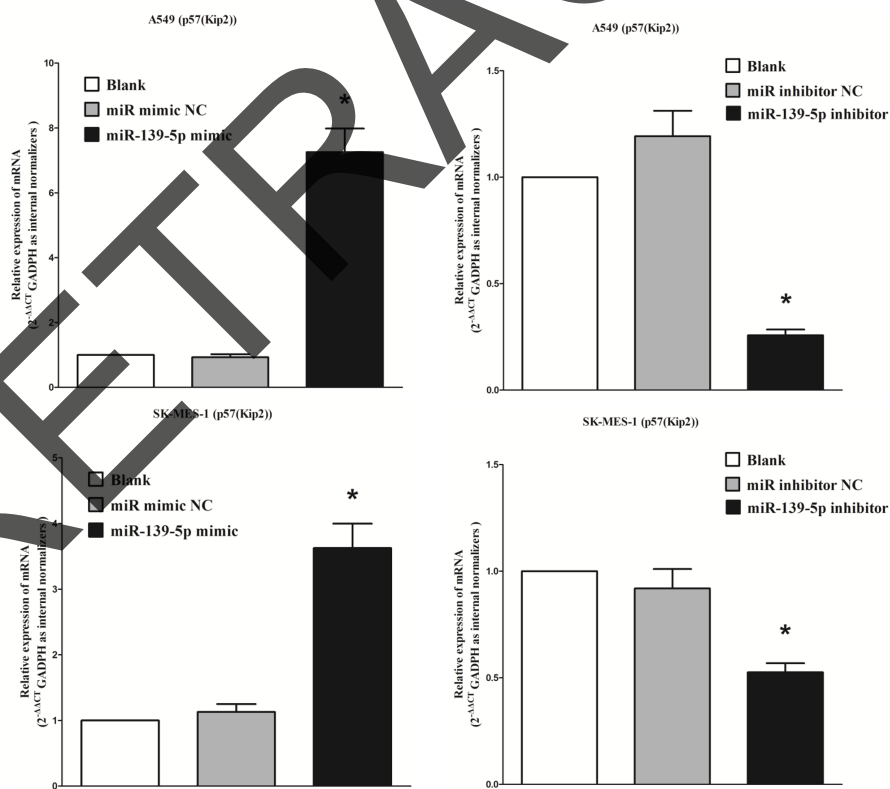 A549 (p57(Kip2))
Relative expression of mRNA
(2^-ΔΔCT GADPH as internal normalizers )
10
8
6
4
2
0
Blank
miR mimic NC
miR-139-5p mimic
*
A549 (p57(Kip2))
Relative expression of mRNA
(2^-ΔΔCT GADPH as internal normalizers )
1.5
1.0
0.5
0.0
Blank
miR inhibitor NC
miR-139-5p inhibitor
*
SK-MES-1 (p57(Kip2))
Relative expression of mRNA
(2^-ΔΔCT GADPH as internal normalizers )
5
4
3
2
1
0
Blank
miR mimic NC
miR-139-5p mimic
*
SK-MES-1 (p57(Kip2))
Relative expression of mRNA
(2^-ΔΔCT GADPH as internal normalizers )
1.5
1.0
0.5
0.0
Blank
miR inhibitor NC
miR-139-5p inhibitor
*
RETRAC